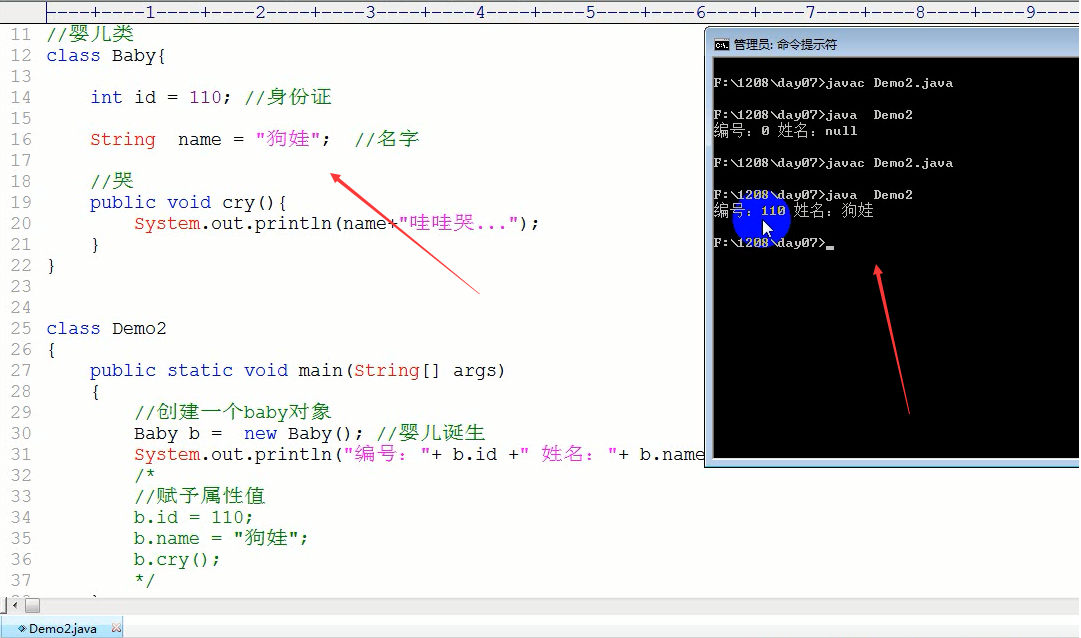 ----+----1----+----2----+----3----+----4----+----5----+----6----+----7----+----8----+----9----
11 //婴儿类
12 class Baby{
13
14 int id = 110; //身份证
15
16 String name = "狗娃"; //名字
17
18 //哭
19 public void cry(){
20 System.out.println(name+"哇哇哭...");
21 }
22 }
23
24
25 class Demo2
26 {
27 public static void main(String[] args)
28 {
29 //创建一个baby对象
30 Baby b = new Baby(); //婴儿诞生
31 System.out.println("编号："+ b.id +" 姓名："+ b.name
32 /*
33 //赋予属性值
34 b.id = 110;
35 b.name = "狗娃";
36 b.cry();
37 */
管理员: 命令提示符
F:\1208\day07>javac Demo2.java
F:\1208\day07>java Demo2
编号：0 姓名：null
F:\1208\day07>javac Demo2.java
F:\1208\day07>java Demo2
编号：110 姓名：狗娃
F:\1208\day07>_
Demo2.java